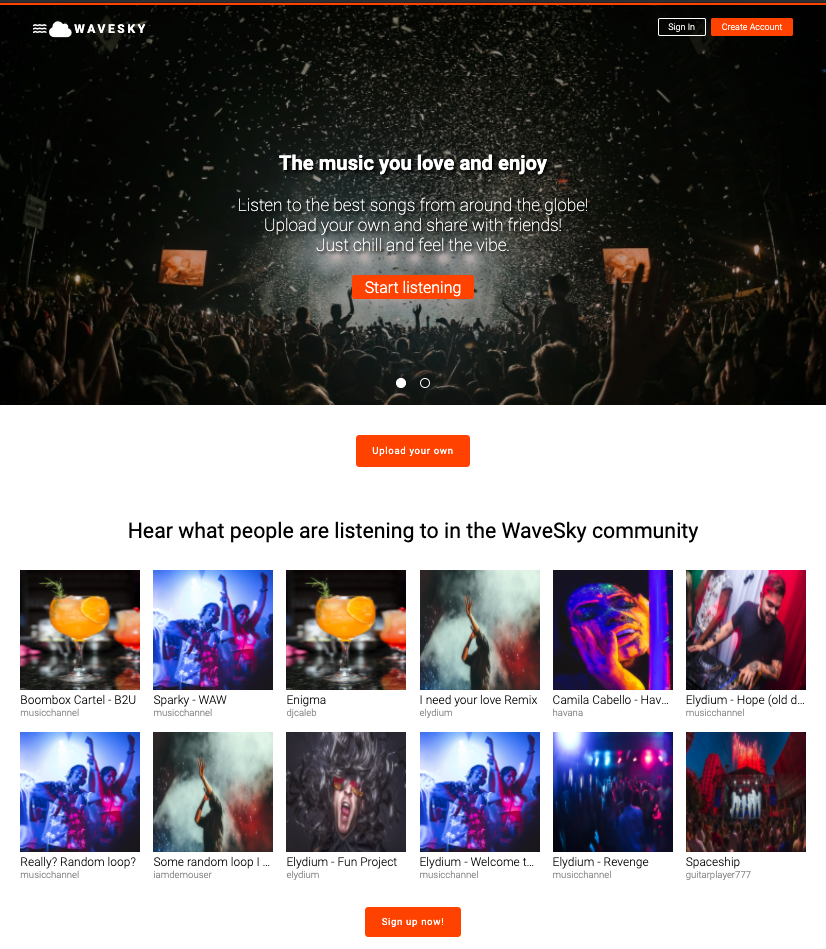 WAVESKY
Sign In
Create Account
The music you love and enjoy
Listen to the best songs from around the globe!
Upload your own and share with friends!
Just chill and feel the vibe.
Start listening
Upload your own
Hear what people are listening to in the WaveSky community
Boombox Cartel - B2U
musicchannel
Sparky - WAW
musicchannel
Enigma
djcaleb
I need your love Remix
elydium
Camila Cabello - Hav...
havana
Elydium - Hope (old d...
musicchannel
Really? Random loop?
musicchannel
Some random loop I ...
iamdemouser
Elydium - Fun Project
elydium
Elydium - Welcome t...
musicchannel
Elydium - Revenge
musicchannel
Spaceship
guitarplayer777
Sign up now!